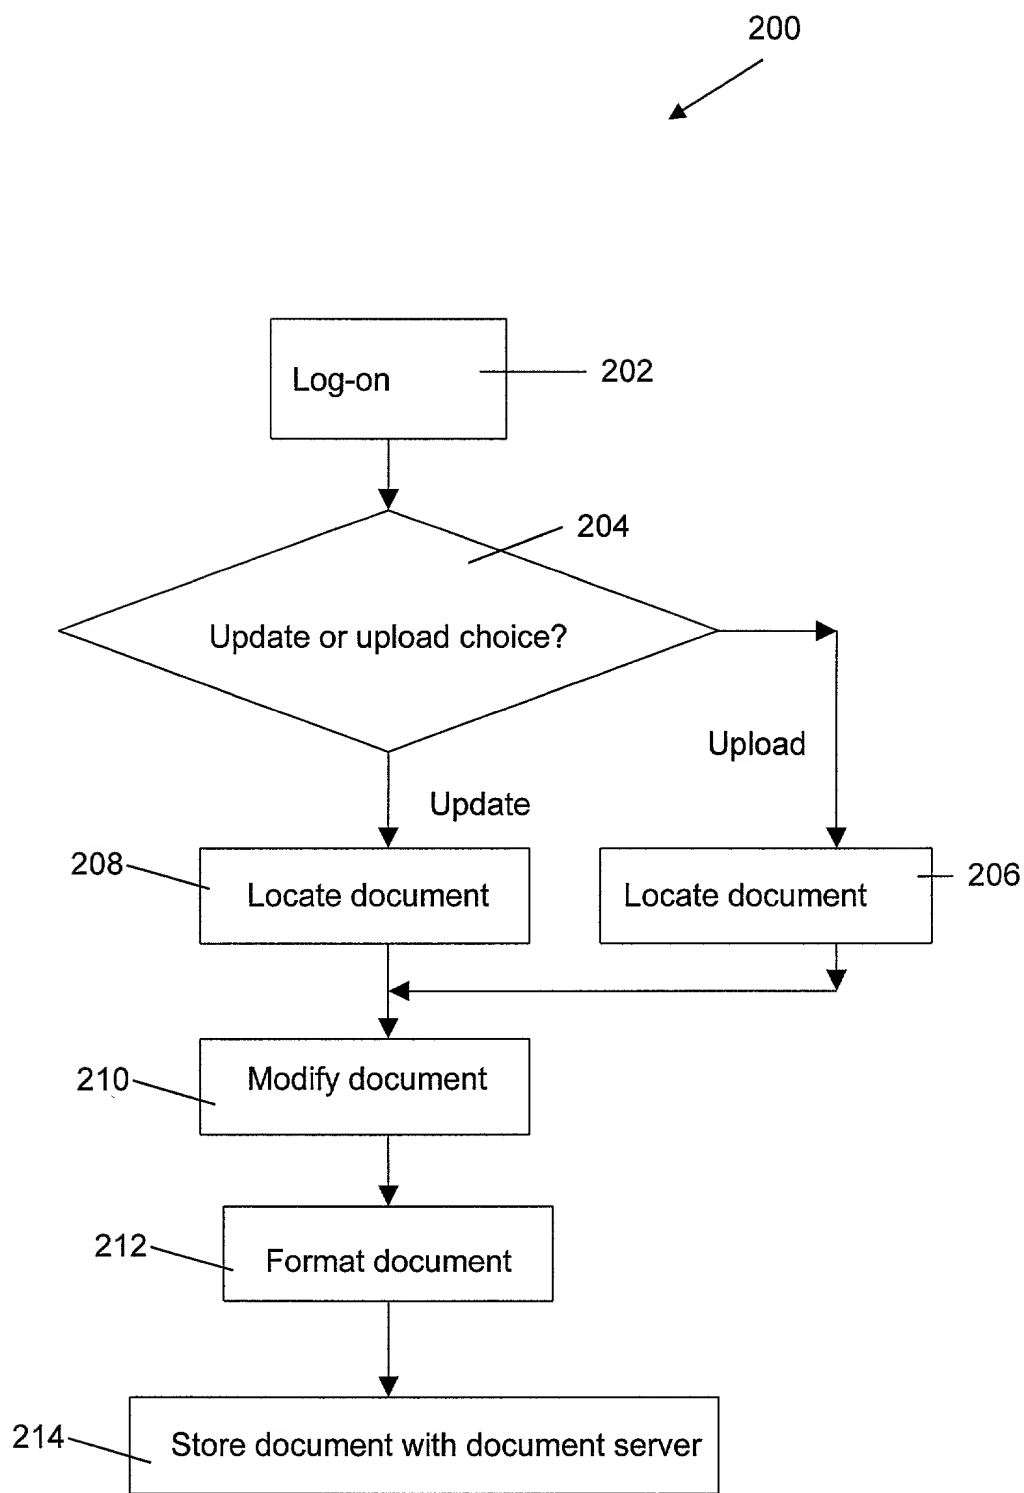 200
Log-on
202
204
Update or upload choice?
Upload
Update
208
Locate document
Locate document
206
210
Modify document
212
Format document
214
Store document with document server